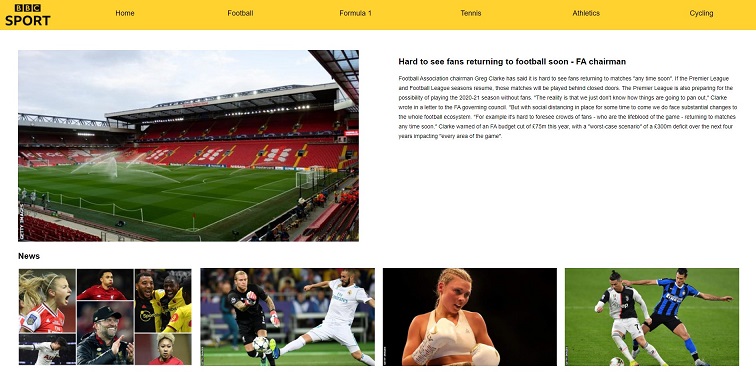 BBC
SPORT
Home Football Formula 1 Tennis Athletics Cycling
Hard to see fans returning to football soon - FA chairman
Football Association chairman Greg Clarke has said it is hard to see fans returning to matches "any time soon". If the Premier League
and Football League seasons resume, those matches will be played behind closed doors. The Premier League is also preparing for the
possibility of playing the 2020-21 season without fans. "The reality is that we just don't know how things are going to pan out," Clarke
wrote in a letter to the FA governing council. "But with social distancing in place for some time to come we do face substantial changes to
the whole football ecosystem. "For example it's hard to foresee crowds of fans - who are the lifeblood of the game - returning to matches
any time soon." Clarke warned of an FA budget cut of £75m this year, with a "worst-case scenario" of a £300m deficit over the next four
years impacting "every area of the game".
GETTY IMAGES
News